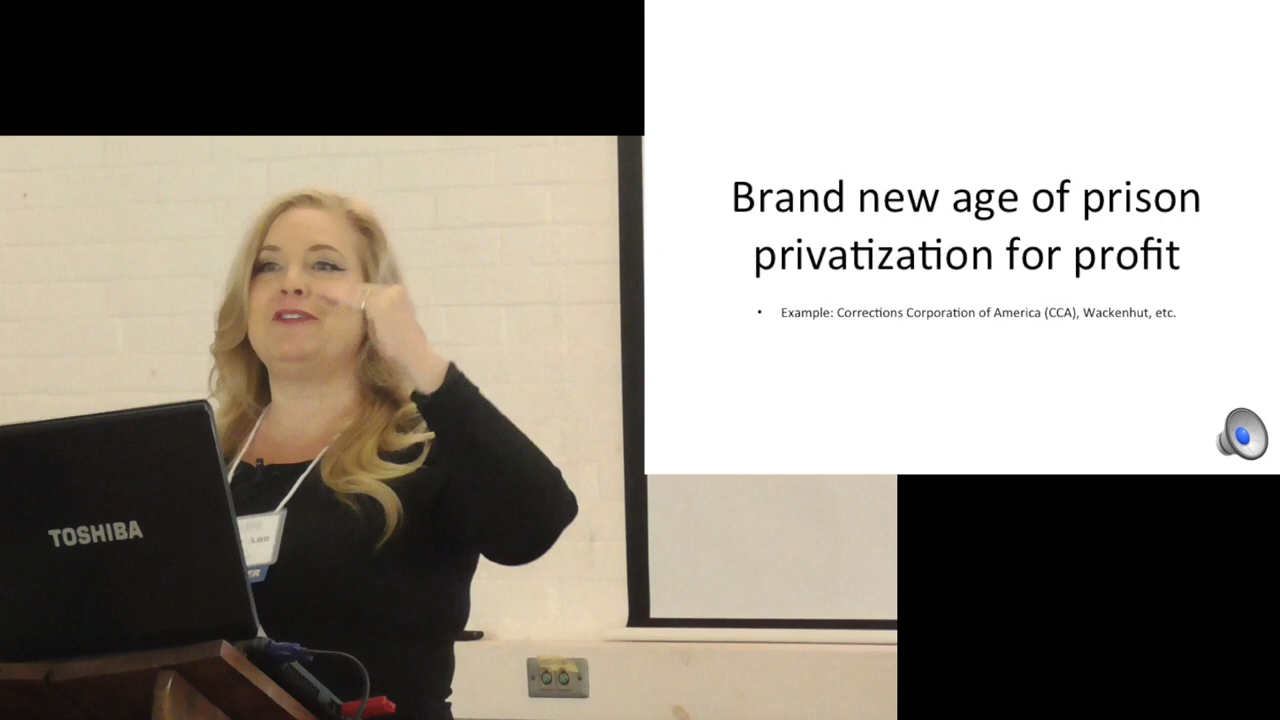 Brand new age of prison
privatization for profit
• Example: Corrections Corporation of America (CCA), Wackenhut, etc.
TOSHIBA